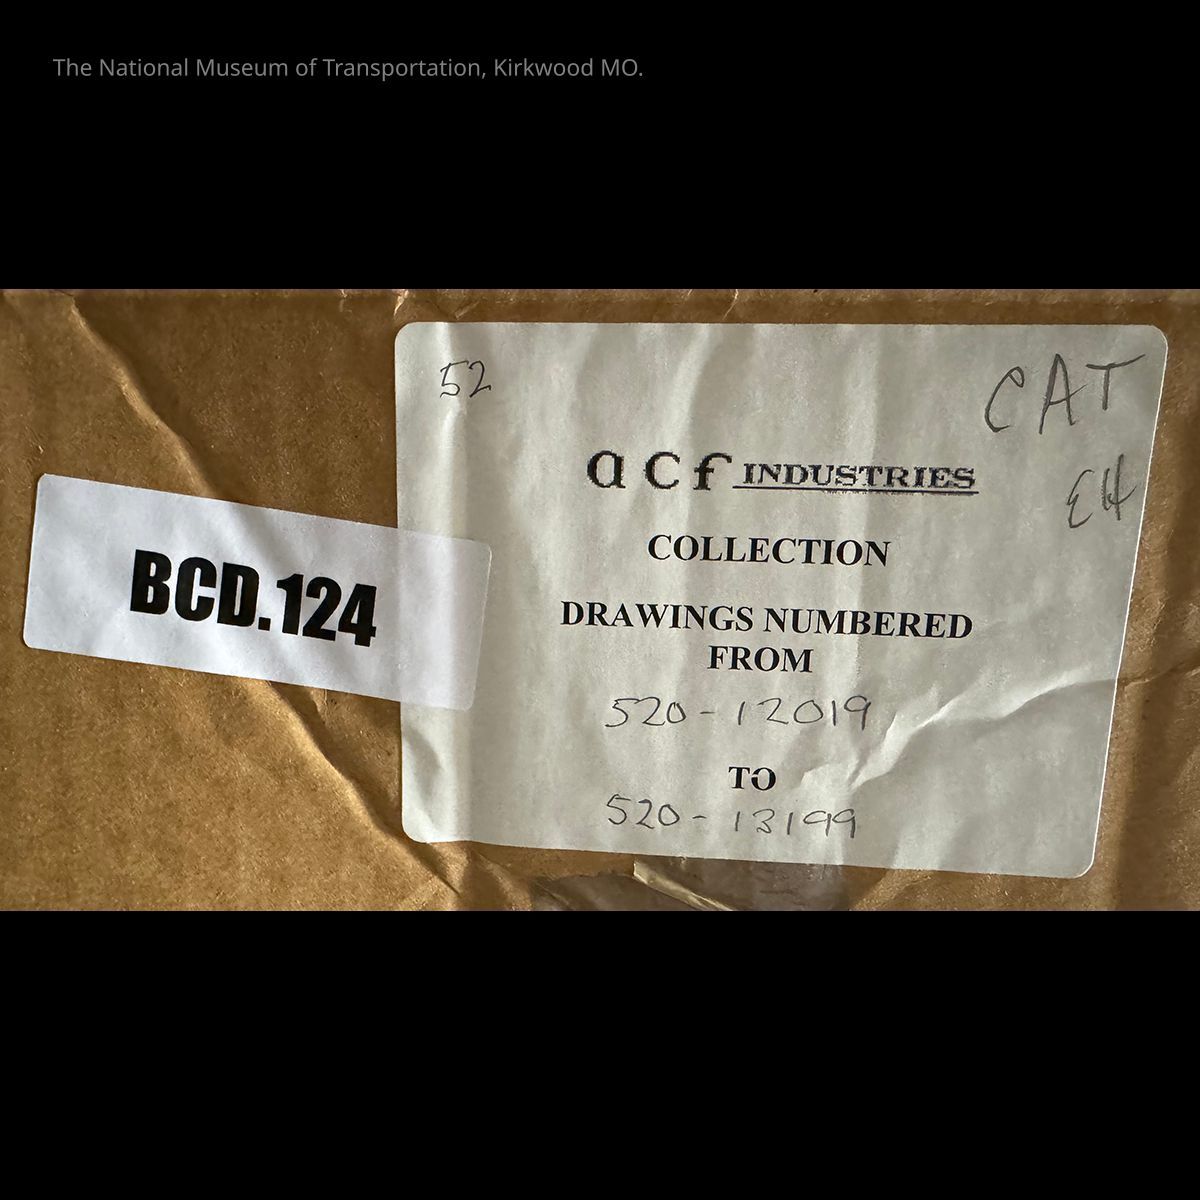 The National Museum of Transportation, Kirkwood MO.
52
CAT
EH
acf INDUSTRIES
COLLECTION
DRAWINGS NUMBERED
FROM
520-12019
TO
520-13199
BCD.124